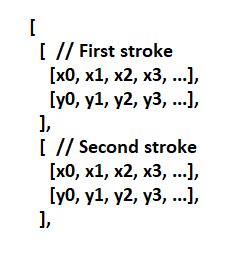 [
[ // First stroke
[x0, x1, x2, x3, ...],
[y0, y1, y2, y3, ...],
],
[ // Second stroke
[x0, x1, x2, x3, ...],
[y0, y1, y2, y3, ...],
],